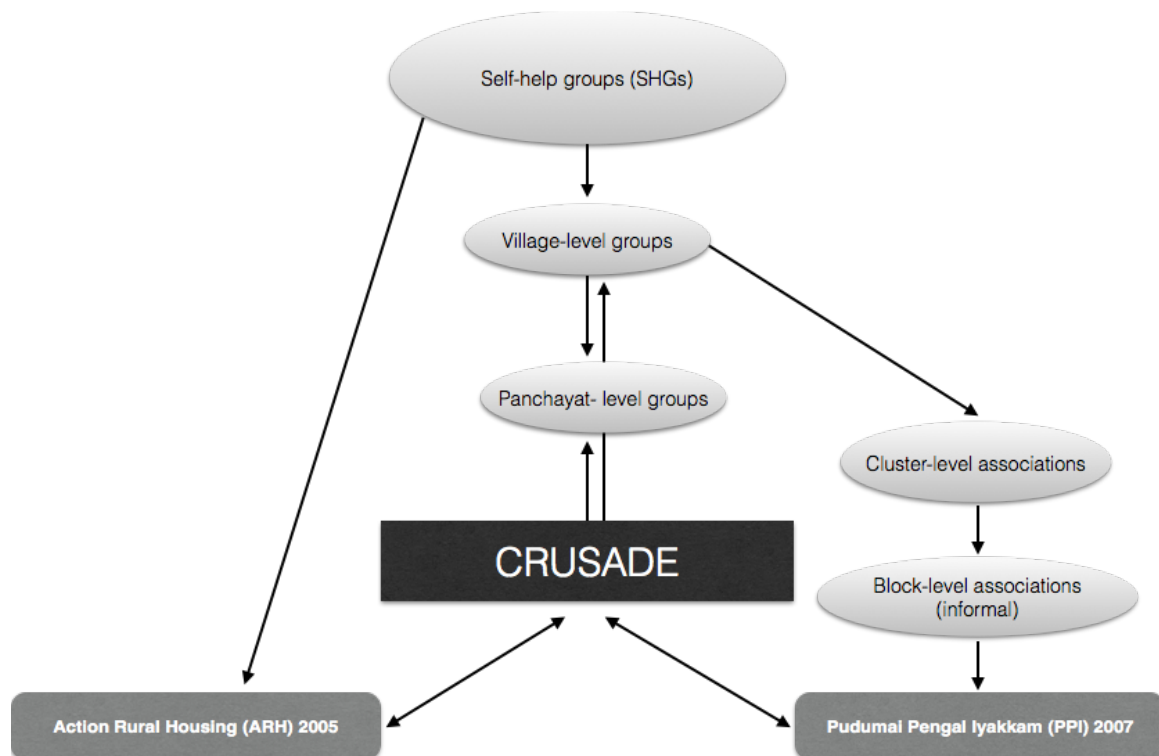 Self-help groups (SHGs)
Village-level groups
Panchayat- level groups
Cluster-level associations
CRUSADE
Block-level associations
(informal)
Action Rural Housing (ARH) 2005
Pudumai Pengal Iyakkam (PPI) 2007